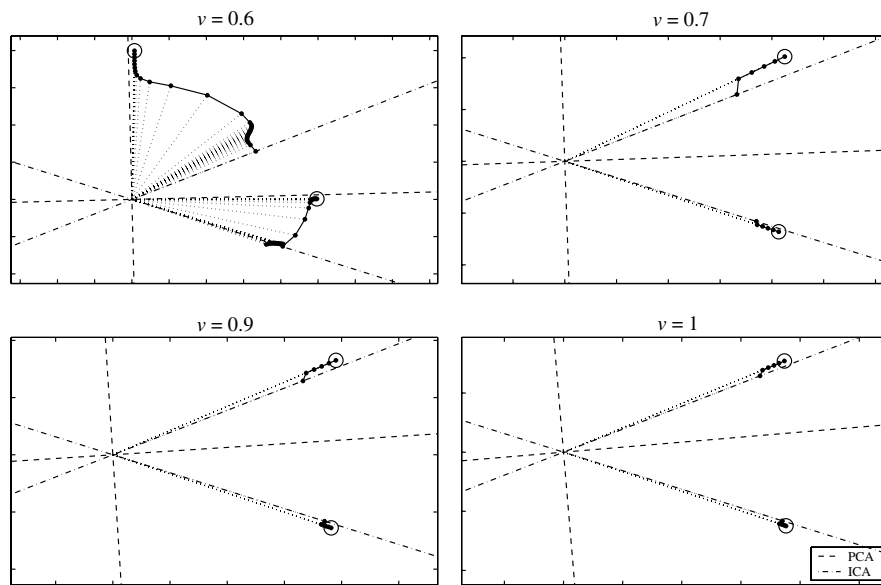 v = 0.6
v = 0.7
v = 0.9
v = 1
PCA
ICA